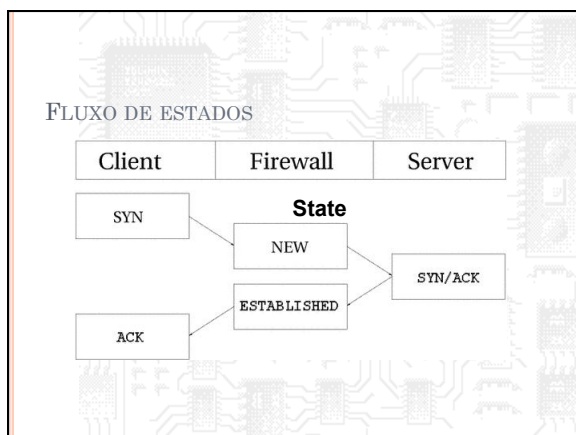 FLUXO DE ESTADOS
Client Firewall Server
State
SYN
NEW
SYN/ACK
ESTABLISHED
ACK